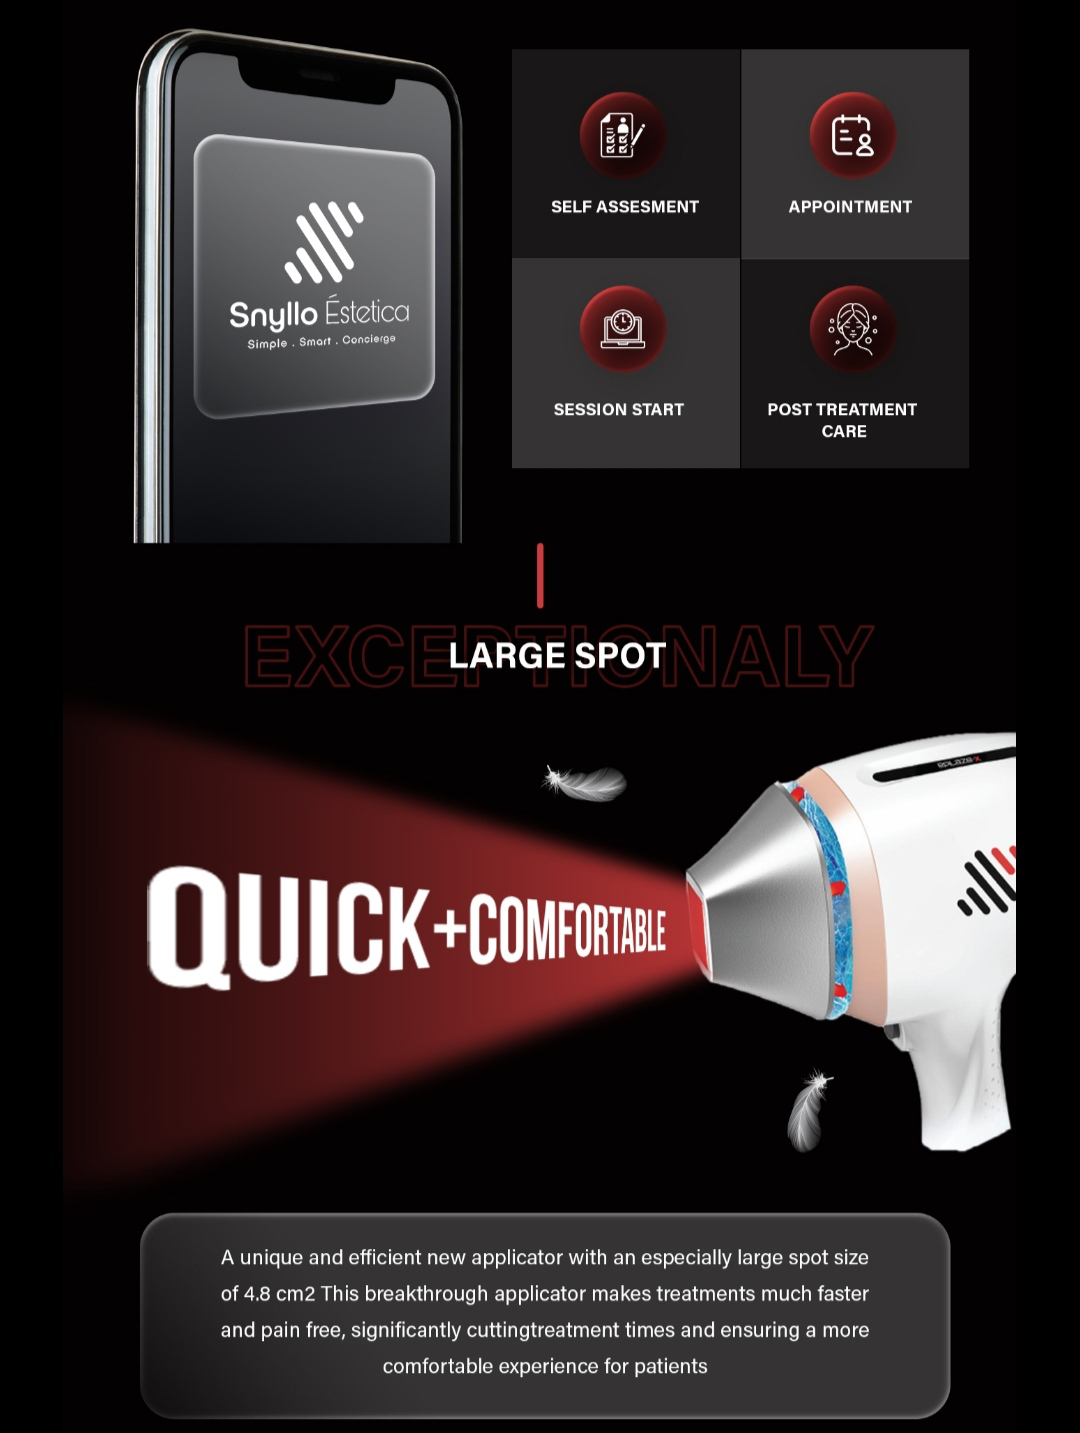 Snyllo Éstetica
Simple . Smart . Concierge
SELF ASSESMENT
APPOINTMENT
SESSION START
POST TREATMENT
CARE
EXCEPTIONALY
LARGE SPOT
epLaze-X
QUICK+COMFORTABLE
A unique and efficient new applicator with an especially large spot size
of 4.8 cm2 This breakthrough applicator makes treatments much faster
and pain free, significantly cuttingtreatment times and ensuring a more
comfortable experience for patients